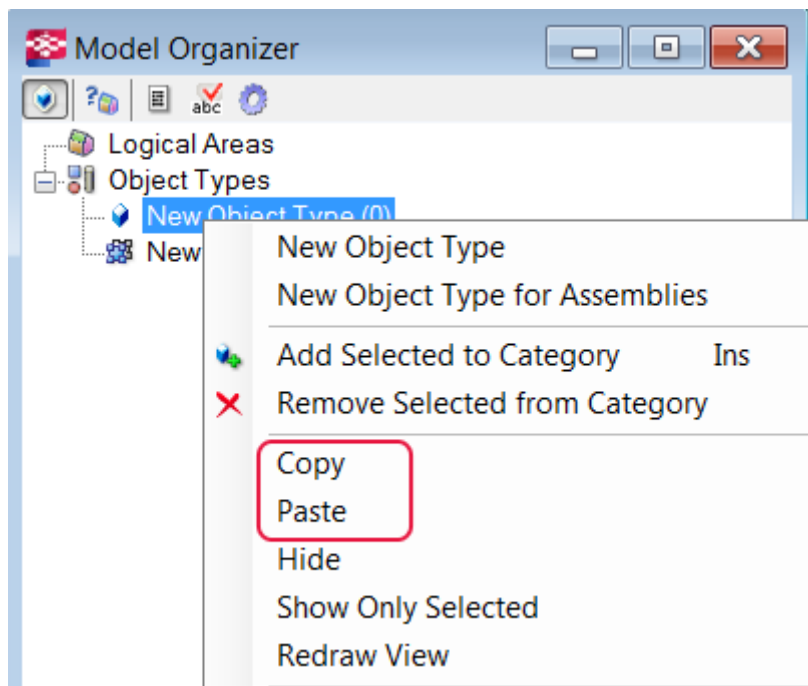 Model Organizer
abc
Logical Areas
Object Types
New Object Type (0)
New
New Object Type
New Object Type for Assemblies
Add Selected to Category Ins
Remove Selected from Category
Copy
Paste
Hide
Show Only Selected
Redraw View